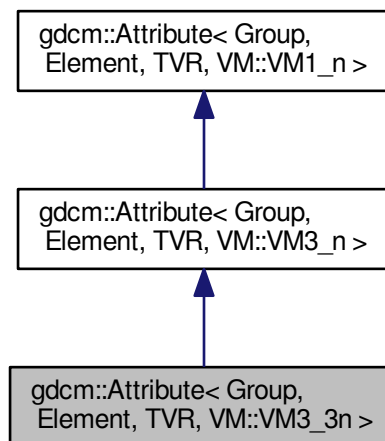 gdcm::Attribute< Group,
Element, TVR, VM::VM1_n >
gdcm::Attribute< Group,
Element, TVR, VM::VM3_n >
gdcm::Attribute< Group,
Element, TVR, VM::VM3_3n >